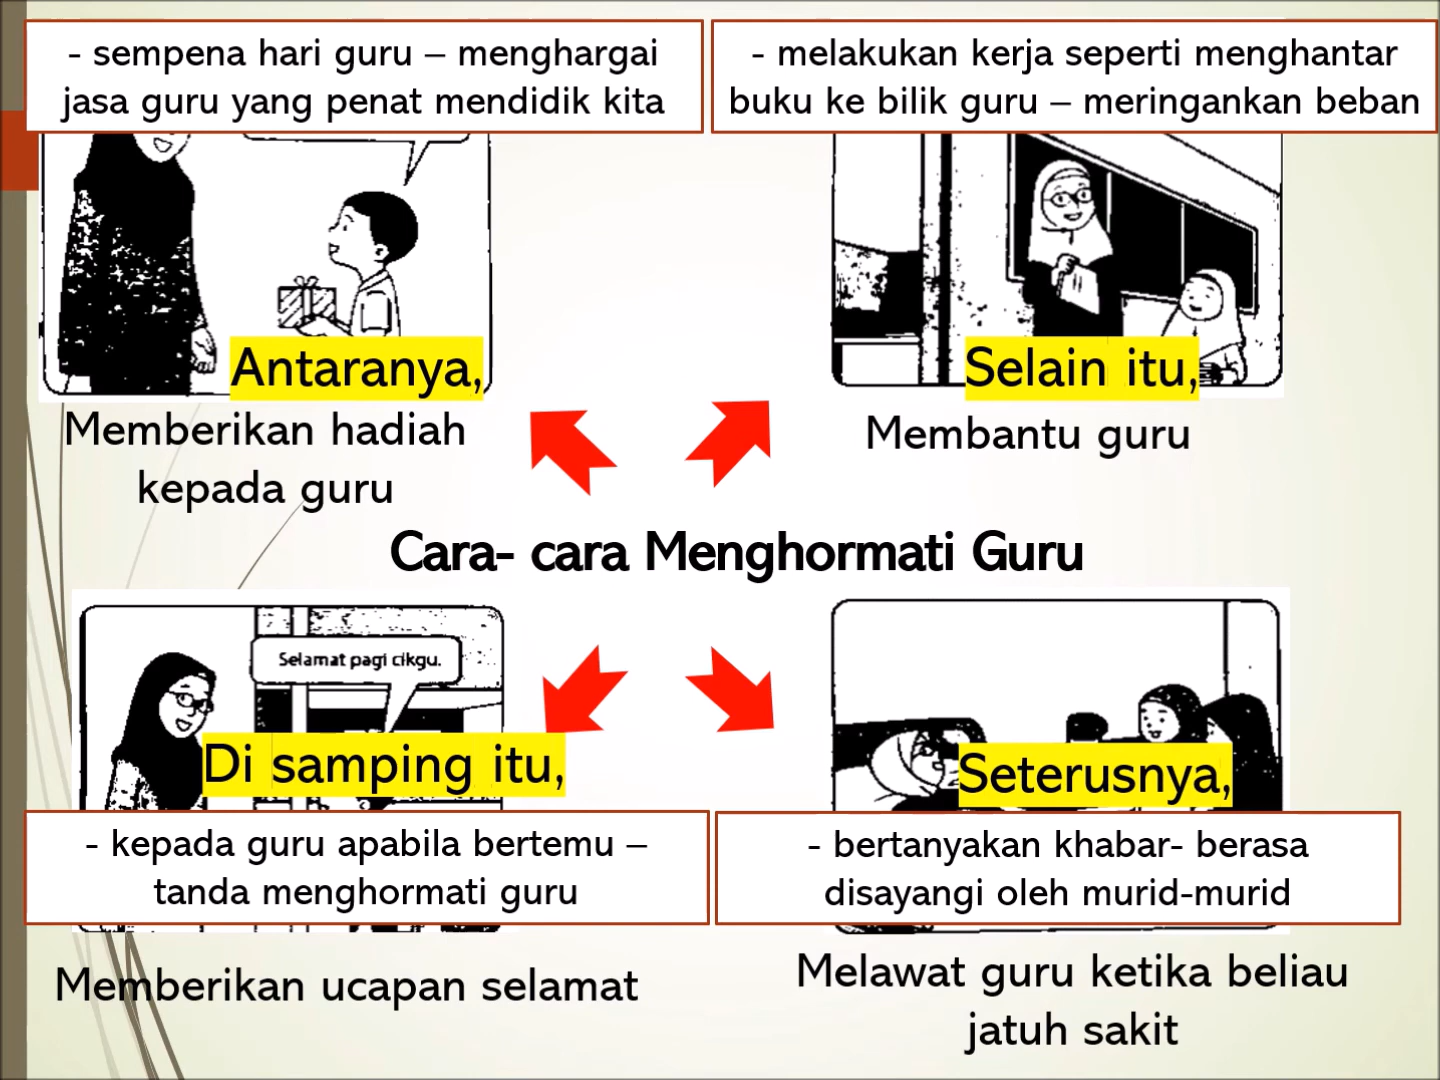 - sempena hari guru – menghargai
jasa guru yang penat mendidik kita
- melakukan kerja seperti menghantar
buku ke bilik guru – meringankan beban
Antaranya,
Memberikan hadiah
kepada guru
Selain itu,
Membantu guru
Cara- cara Menghormati Guru
Selamat pagi cikgu.
Di samping itu,
- kepada guru apabila bertemu –
tanda menghormati guru
Memberikan ucapan selamat
Seterusnya,
- bertanyakan khabar- berasa
disayangi oleh murid-murid
Melawat guru ketika beliau
jatuh sakit